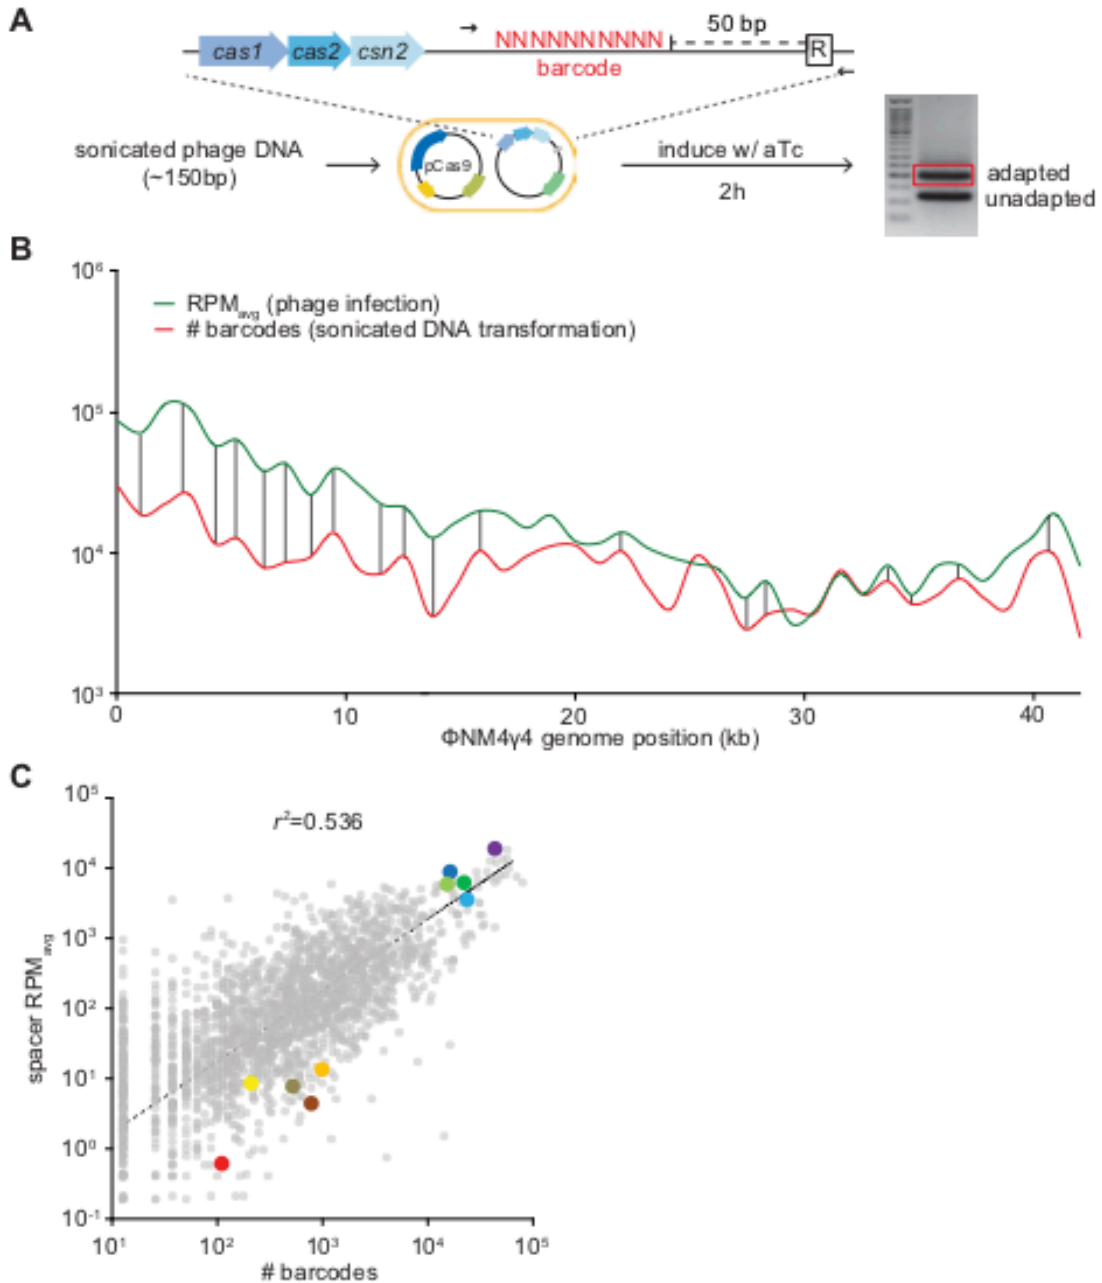 A
cas1 cas2 csn2
NNNNNNNNNN
barcode
50 bp
R
sonicated phage DNA
(~150bp)
pCas9
induce w/ aTc
2h
adapted
unadapted
B
10⁶
10⁵
10⁴
10³
RPMavg (phage infection)
# barcodes (sonicated DNA transformation)
0 10 20 30 40
ΦNM4γ4 genome position (kb)
C
10⁵
10⁴
10³
10²
10¹
10⁰
10⁻¹
spacer RPMavg
r²=0.536
10¹ 10² 10³ 10⁴ 10⁵
# barcodes